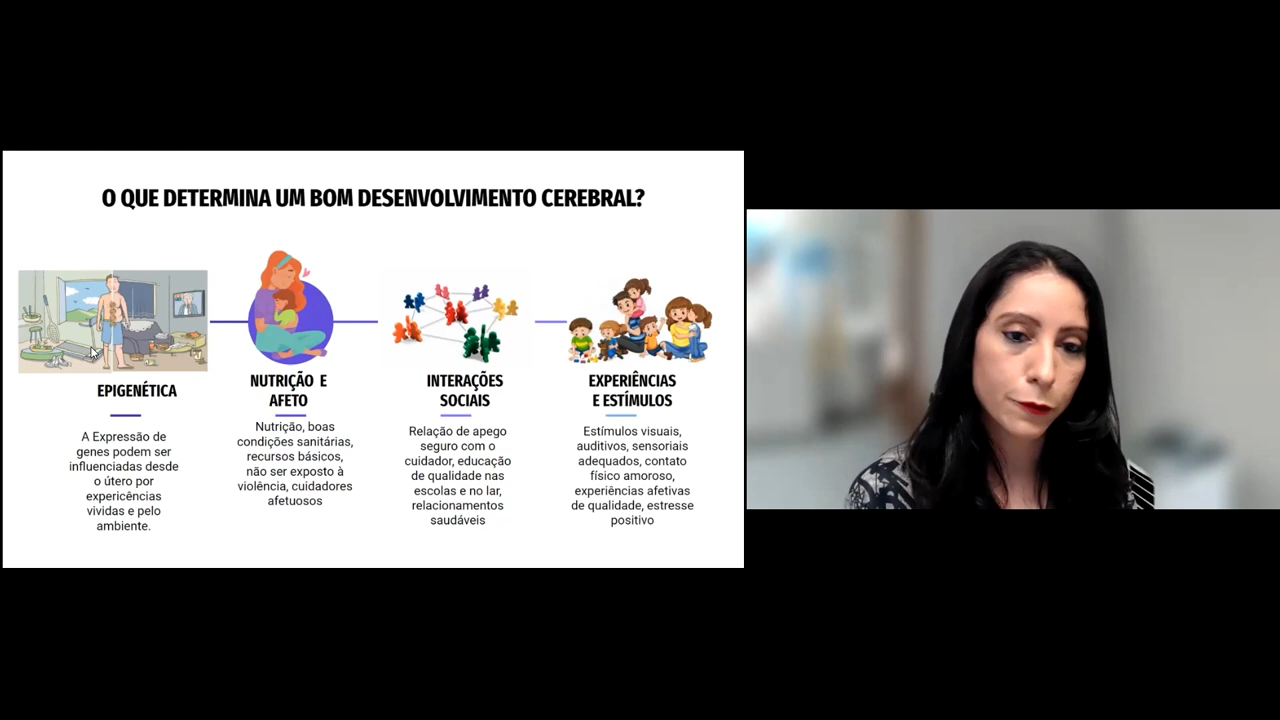 O QUE DETERMINA UM BOM DESENVOLVIMENTO CEREBRAL?
EPIGENÉTICA
A Expressão de
genes podem ser
influenciadas desde
o útero por
expericências
vividas e pelo
ambiente.
NUTRIÇÃO E
AFETO
Nutrição, boas
condições sanitárias,
recursos básicos,
não ser exposto à
violência, cuidadores
afetuosos
INTERAÇÕES
SOCIAIS
Relação de apego
seguro com o
cuidador, educação
de qualidade nas
escolas e no lar,
relacionamentos
saudáveis
EXPERIÊNCIAS
E ESTÍMULOS
Estímulos visuais,
auditivos, sensoriais
adequados, contato
físico amoroso,
experiências afetivas
de qualidade, estresse
positivo